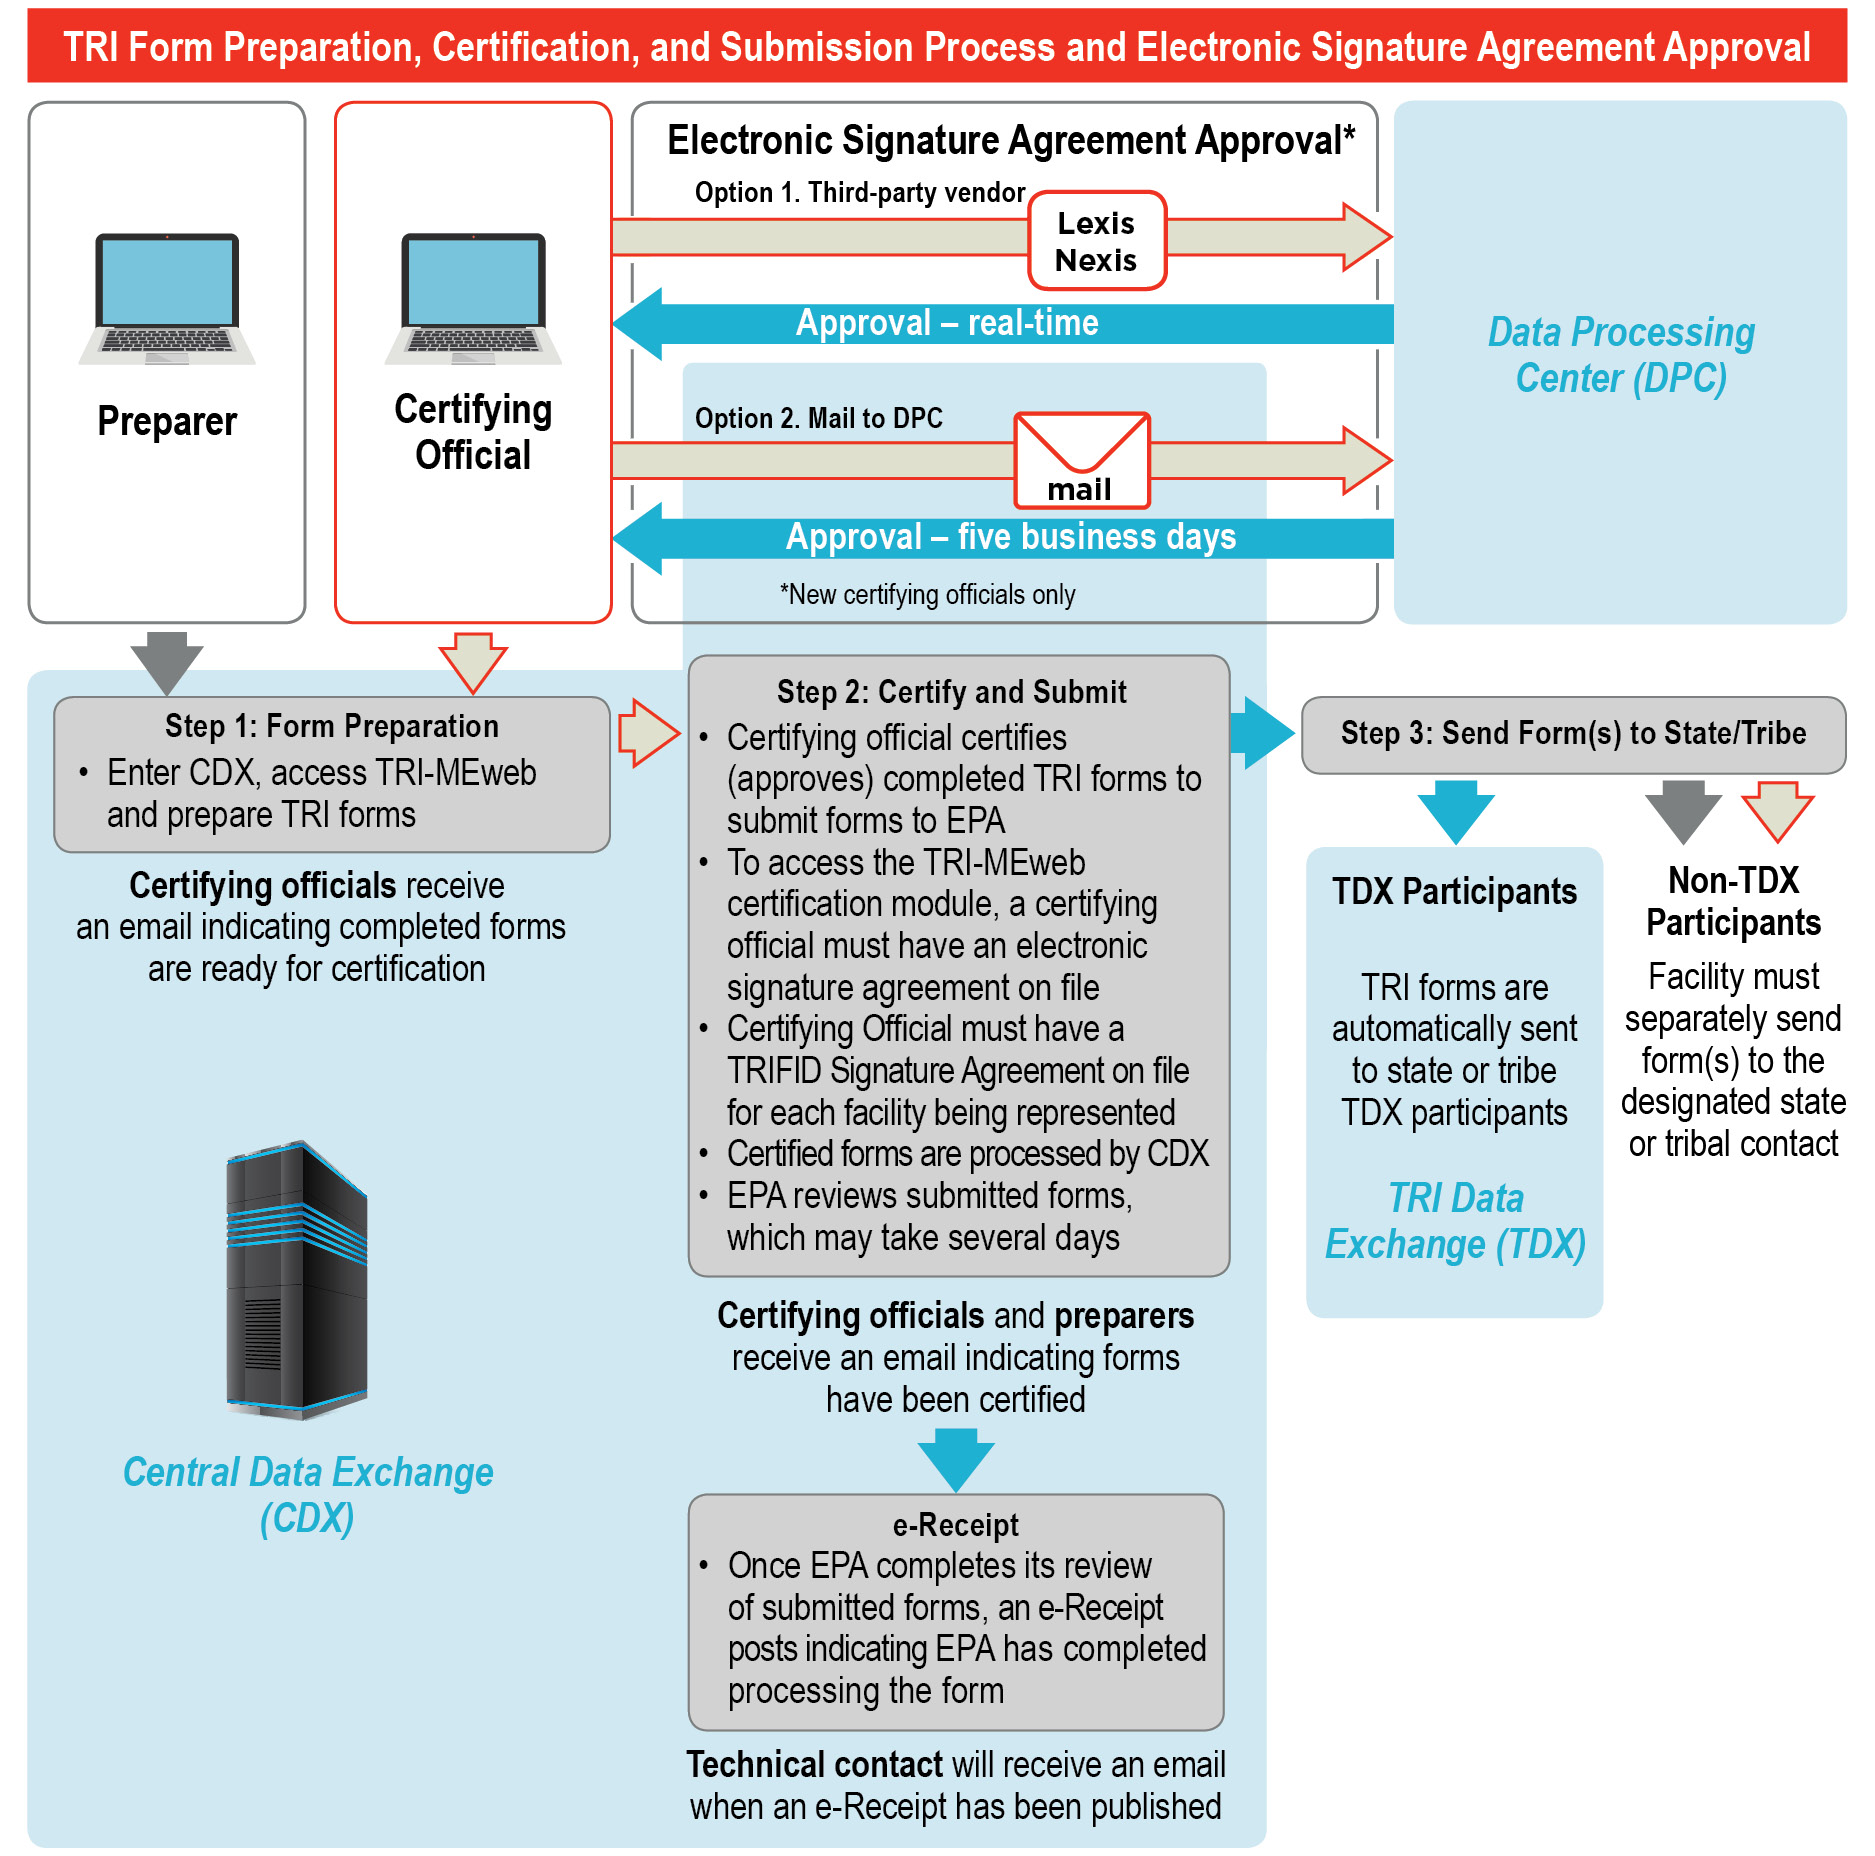 TRI Form Preparation, Certification, and Submission Process and Electronic Signature Agreement Approval
Preparer
Certifying
Official
Electronic Signature Agreement Approval*
Option 1. Third-party vendor
Lexis
Nexis
Approval – real-time
Option 2. Mail to DPC
mail
Approval – five business days
*New certifying officials only
Data Processing
Center (DPC)
Step 1: Form Preparation
• Enter CDX, access TRI-MEweb
and prepare TRI forms
Certifying officials receive
an email indicating completed forms
are ready for certification
Central Data Exchange
(CDX)
Step 2: Certify and Submit
• Certifying official certifies
(approves) completed TRI forms to
submit forms to EPA
• To access the TRI-MEweb
certification module, a certifying
official must have an electronic
signature agreement on file
• Certifying Official must have a
TRIFID Signature Agreement on file
for each facility being represented
• Certified forms are processed by CDX
• EPA reviews submitted forms,
which may take several days
Certifying officials and preparers
receive an email indicating forms
have been certified
e-Receipt
• Once EPA completes its review
of submitted forms, an e-Receipt
posts indicating EPA has completed
processing the form
Technical contact will receive an email
when an e-Receipt has been published
Step 3: Send Form(s) to State/Tribe
TDX Participants
TRI forms are
automatically sent
to state or tribe
TDX participants
TRI Data
Exchange (TDX)
Non-TDX
Participants
Facility must
separately send
form(s) to the
designated state
or tribal contact